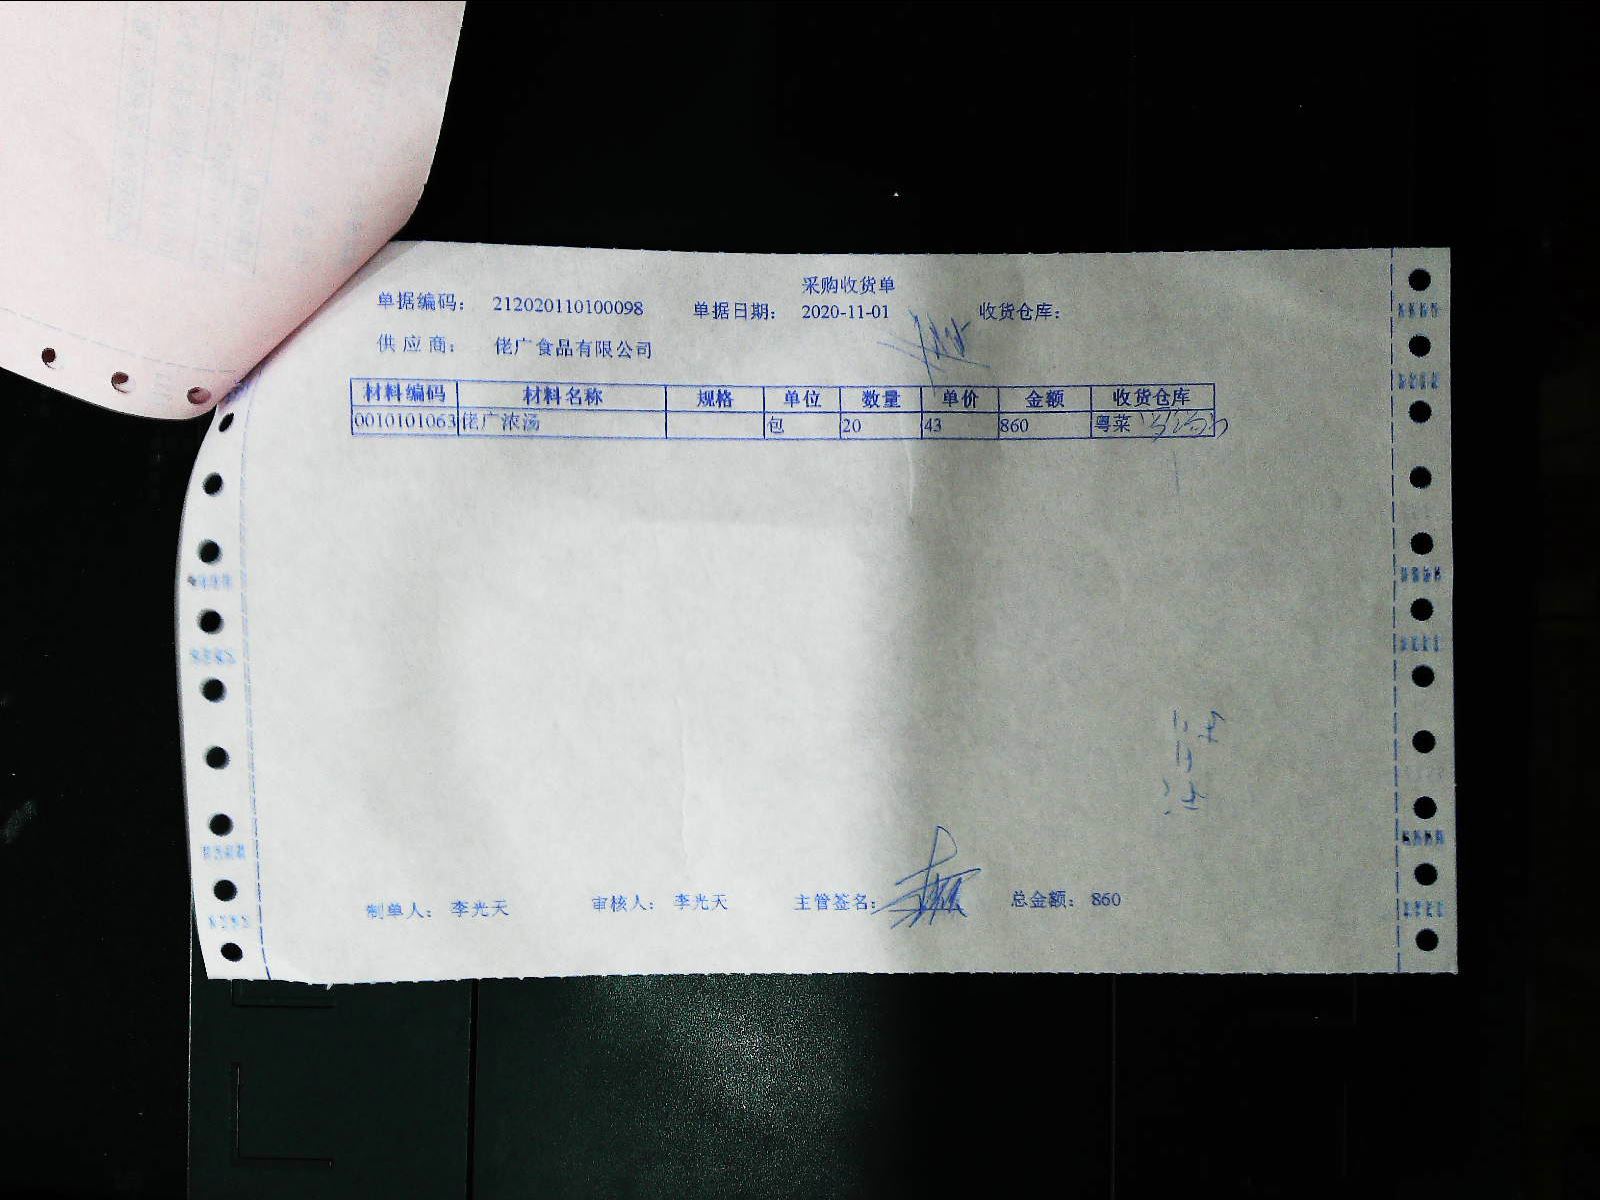 采购收货单
单据编码： 212020110100098 单据日期： 2020-11-01 收货仓库：
供应商： 佬广食品有限公司
材料编码 材料名称 规格 单位 数量 单价 金额 收货仓库
0010101063 佬广浓汤 包 20 43 860 粤菜
制单人： 李光天 审核人： 李光天 主管签名： 总金额： 860